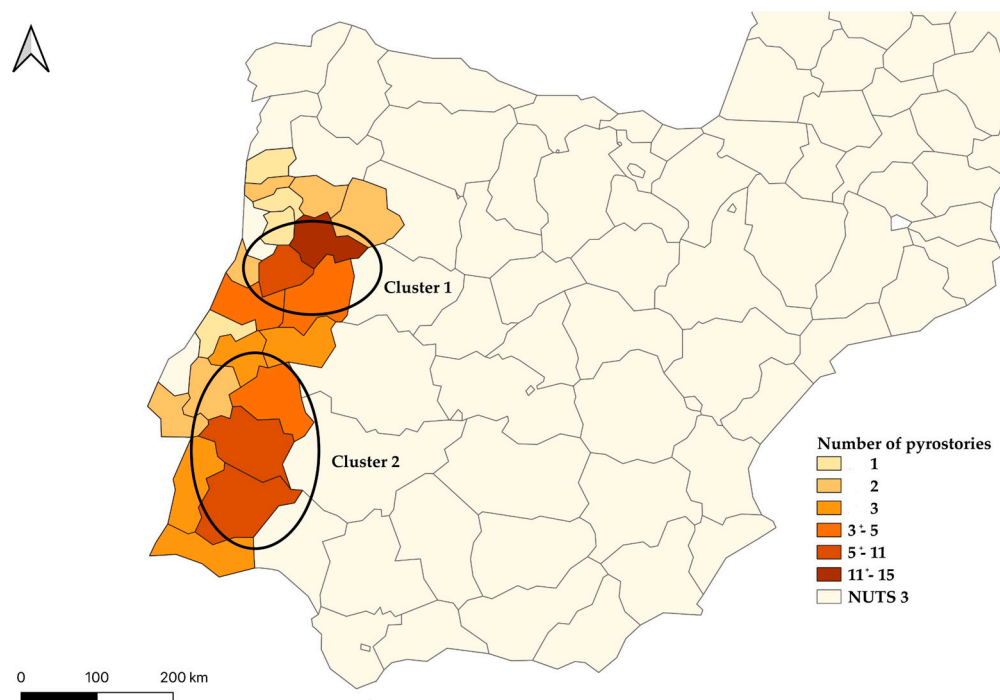 Cluster 1
Cluster 2
Number of pyrostories
1
2
3
3⁺- 5
5⁺- 11
11⁺- 15
NUTS 3
0 100 200 km